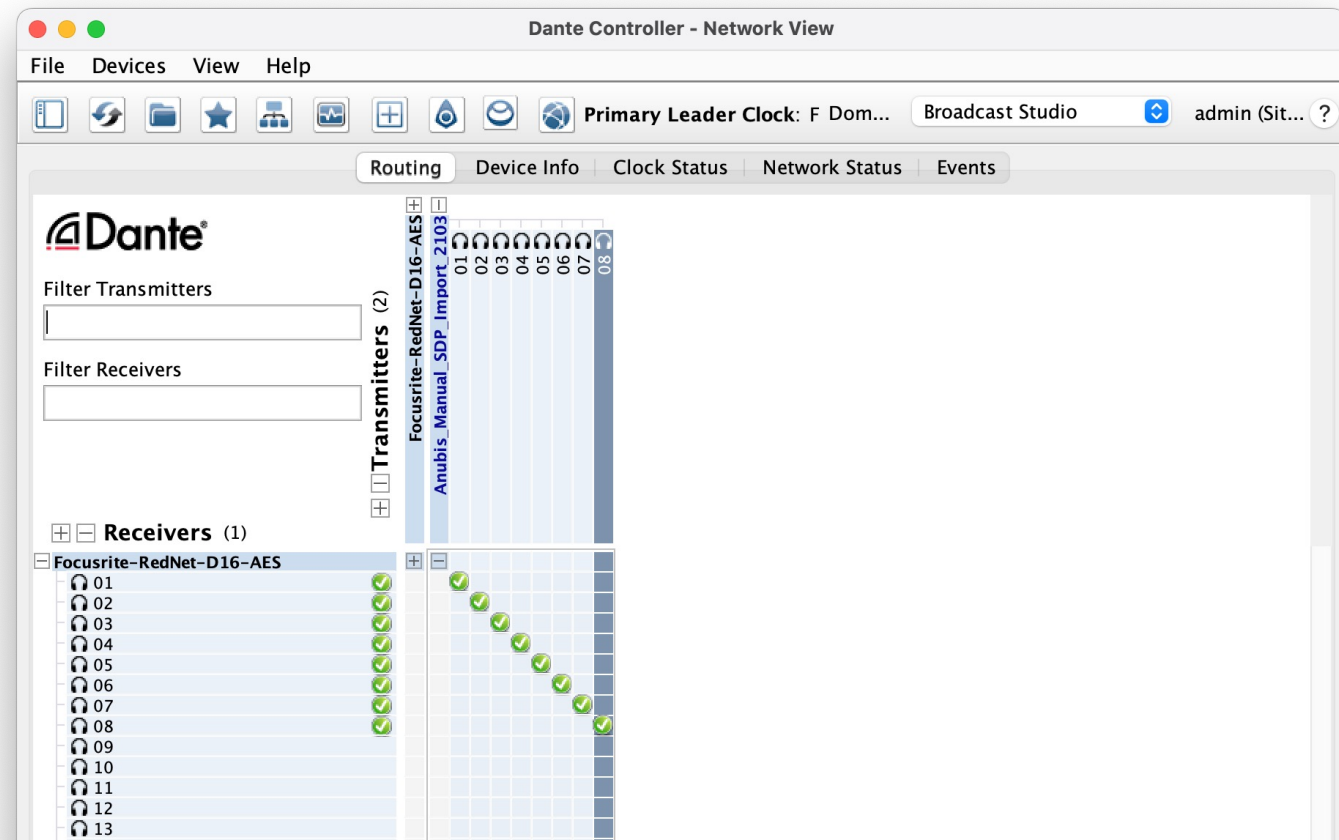 Dante Controller - Network View
File Devices View Help
Primary Leader Clock: F Dom... Broadcast Studio admin (Sit... ?
Routing Device Info Clock Status Network Status Events
Dante®
Filter Transmitters
Filter Receivers
Transmitters (2)
Focusrite-RedNet-D16-AES
Anubis_Manual_SDP_Import_2103
01 02 03 04 05 06 07 08
Receivers (1)
Focusrite-RedNet-D16-AES
01
02
03
04
05
06
07
08
09
10
11
12
13